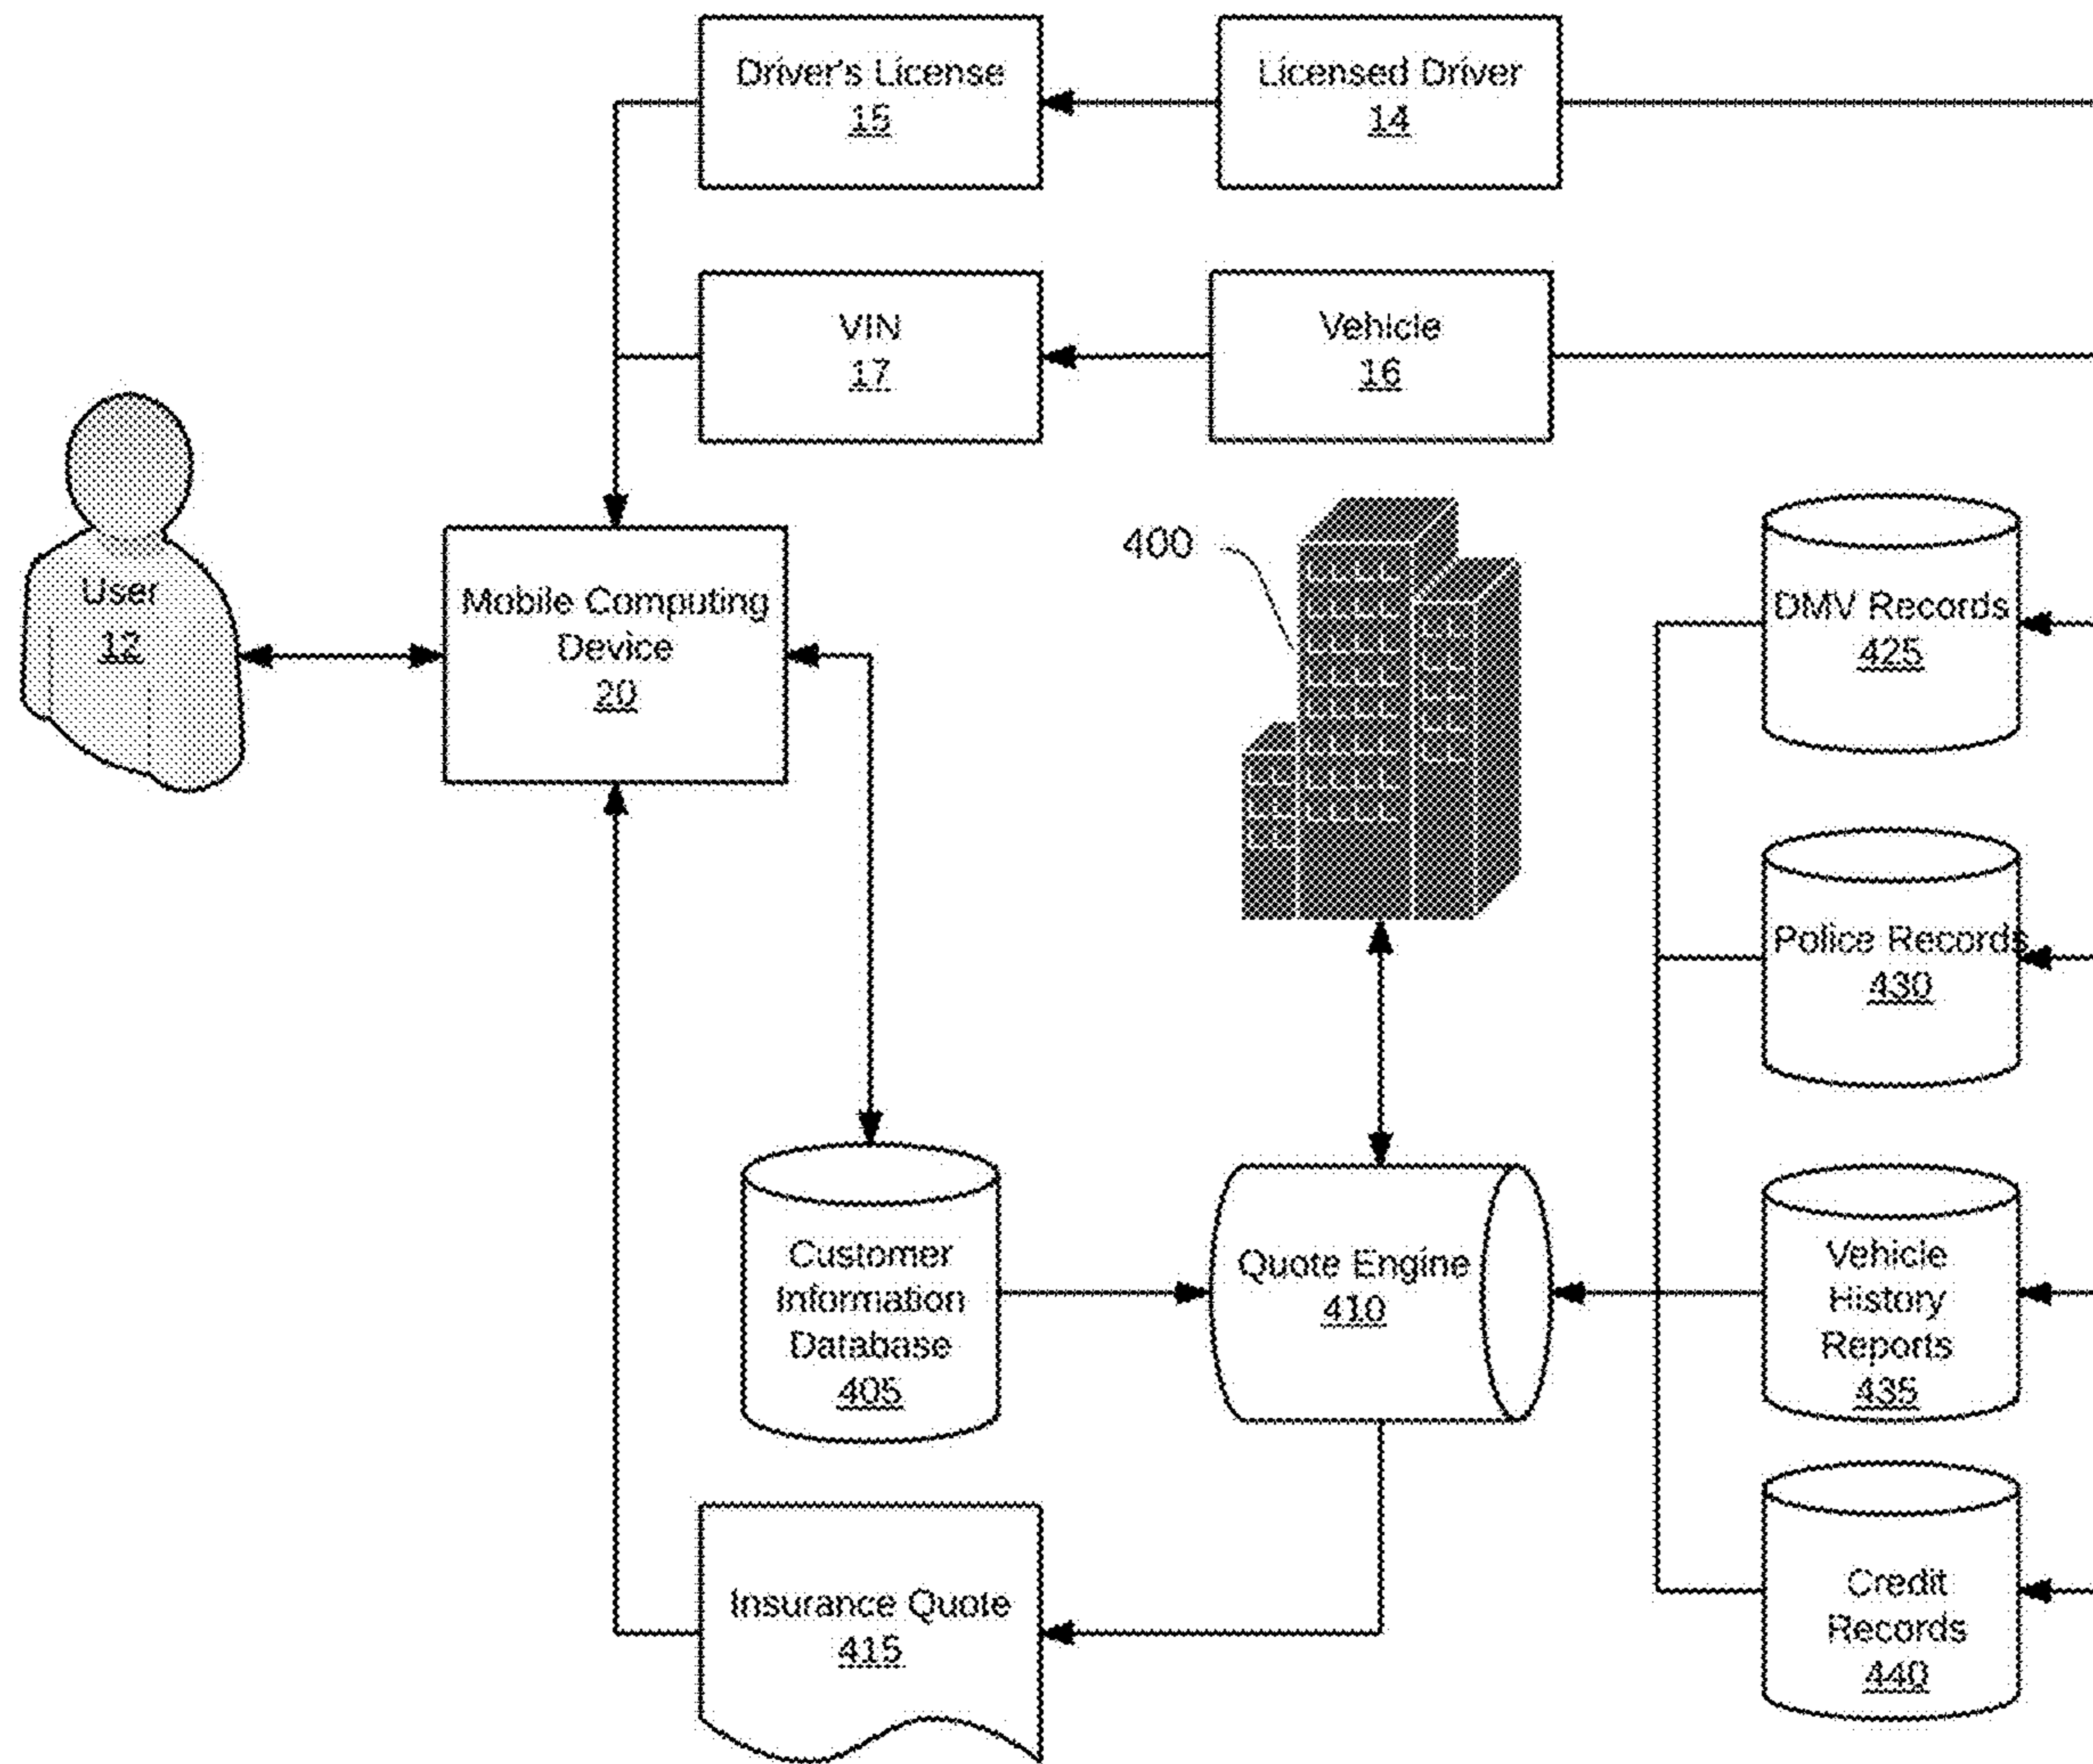 Driver's License
15
Licensed Driver
14
VIN
17
Vehicle
16
User
12
Mobile Computing
Device
20
400
DMV Records
425
Police Records
430
Customer
Information
Database
405
Quote Engine
410
Vehicle
History
Reports
435
Insurance Quote
415
Credit
Records
440